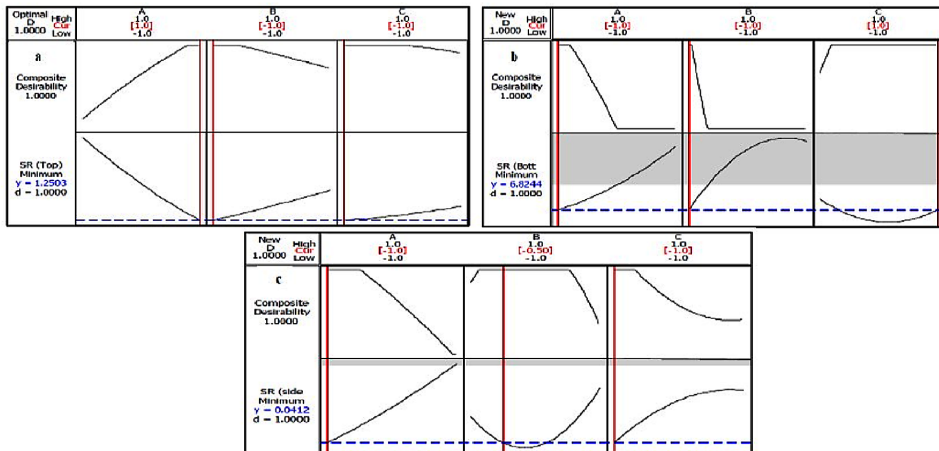 Optimal
D
1.0000
High
Cur
Low
A
1.0
[1.0]
-1.0
B
1.0
[-1.0]
-1.0
C
1.0
[-1.0]
-1.0
a
Composite
Desirability
1.0000
SR (Top)
Minimum
y = 1.2503
d = 1.0000
New
D
1.0000
High
Cur
Low
A
1.0
[-1.0]
-1.0
B
1.0
[-1.0]
-1.0
C
1.0
[1.0]
-1.0
b
Composite
Desirability
1.0000
SR (Bott
Minimum
y = 6.8244
d = 1.0000
New
D
1.0000
High
Cur
Low
A
1.0
[-1.0]
-1.0
B
1.0
[-0.50]
-1.0
C
1.0
[-1.0]
-1.0
c
Composite
Desirability
1.0000
SR (side
Minimum
y = 0.0412
d = 1.0000